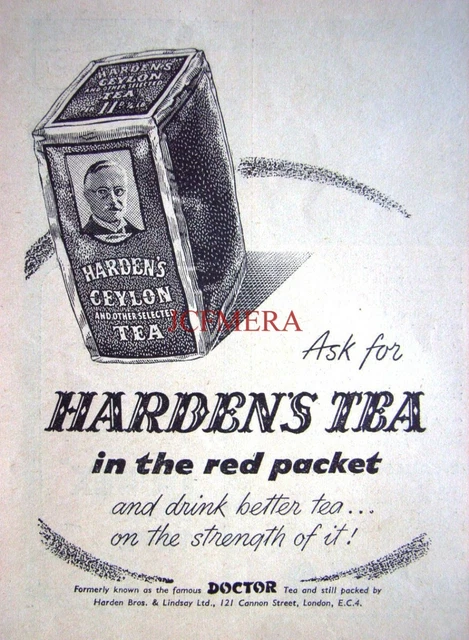 HARDEN'S
CEYLON
AND OTHER SELECTED
TEA
HARDEN'S
CEYLON
AND OTHER SELECTED
TEA
JCFMERA
Ask for
HARDEN'S TEA
in the red packet
and drink better tea...
on the strength of it!
Formerly known as the famous DOCTOR Tea and still packed by
Harden Bros. & Lindsay Ltd., 121 Cannon Street, London, E.C.4.